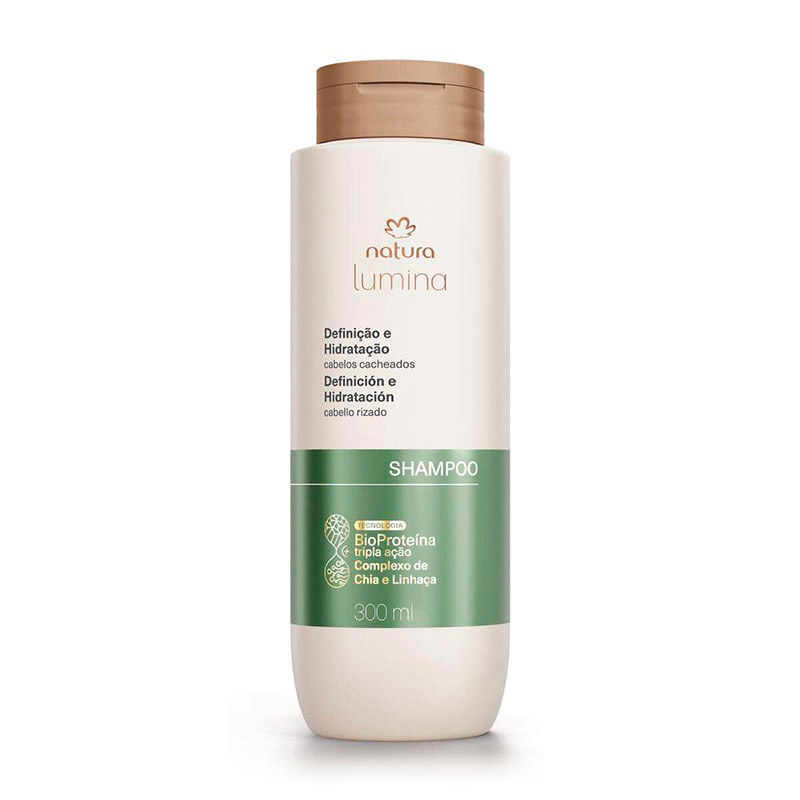 natura
lumina
Definição e
Hidratação
cabelos cacheados
Definición e
Hidratación
cabello rizado
SHAMPOO
TECNOLOGIA
BioProteína
tripla ação
Complexo de
Chia e Linhaça
300 ml